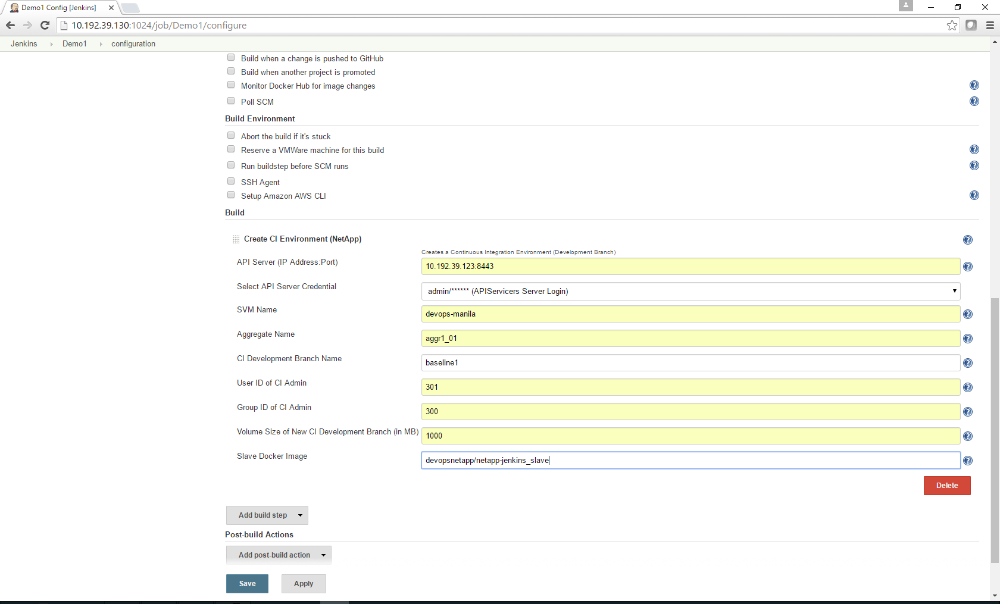 Demo1 Config [Jenkins]
10.192.39.130:1024/job/Demo1/configure
Jenkins Demo1 configuration
Build when a change is pushed to GitHub
Build when another project is promoted
Monitor Docker Hub for image changes
Poll SCM
Build Environment
Abort the build if it's stuck
Reserve a VMWare machine for this build
Run buildstep before SCM runs
SSH Agent
Setup Amazon AWS CLI
Build
Create CI Environment (NetApp)
Creates a Continuous Integration Environment (Development Branch)
API Server (IP Address:Port) 10.192.39.123:8443
Select API Server Credential admin/****** (APIServicers Server Login)
SVM Name devops-manila
Aggregate Name aggr1_01
CI Development Branch Name baseline1
User ID of CI Admin 301
Group ID of CI Admin 300
Volume Size of New CI Development Branch (in MB) 1000
Slave Docker Image devopsnetapp/netapp-jenkins_slave
Delete
Add build step
Post-build Actions
Add post-build action
Save Apply